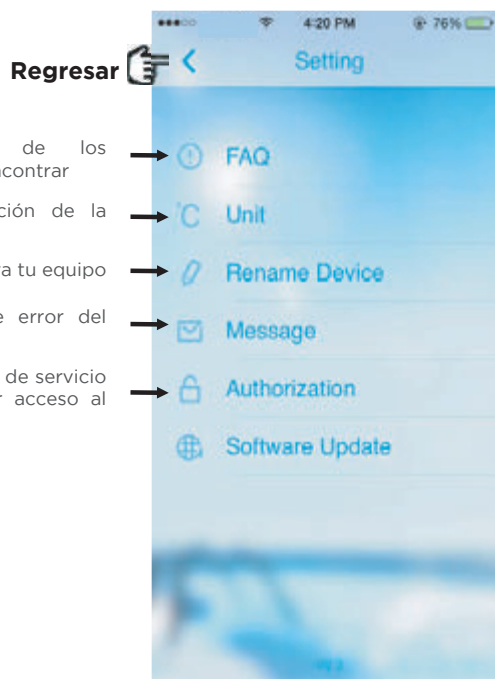 4:20 PM
76%
Regresar
Setting
de los
contrar
FAQ
ción de la
Unit
a tu equipo
Rename Device
e error del
Message
de servicio
r acceso al
Authorization
Software Update